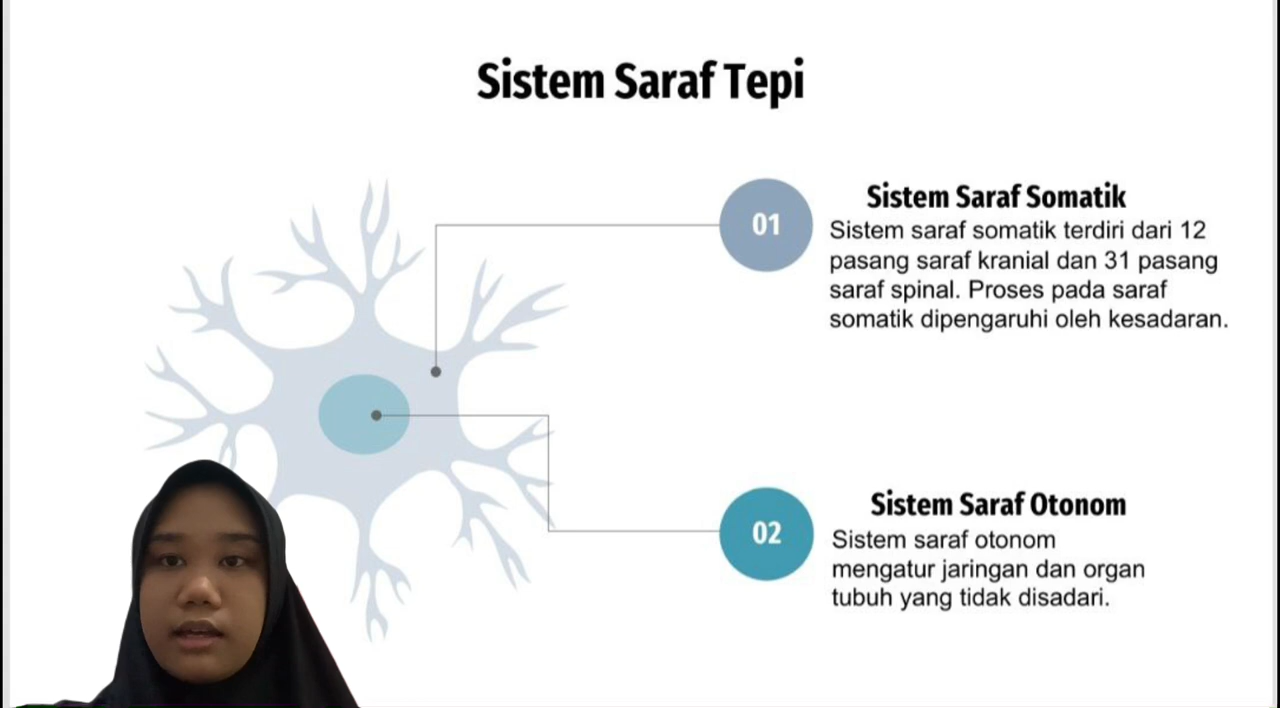 Sistem Saraf Tepi
01
Sistem Saraf Somatik
Sistem saraf somatik terdiri dari 12
pasang saraf kranial dan 31 pasang
saraf spinal. Proses pada saraf
somatik dipengaruhi oleh kesadaran.
02
Sistem Saraf Otonom
Sistem saraf otonom
mengatur jaringan dan organ
tubuh yang tidak disadari.